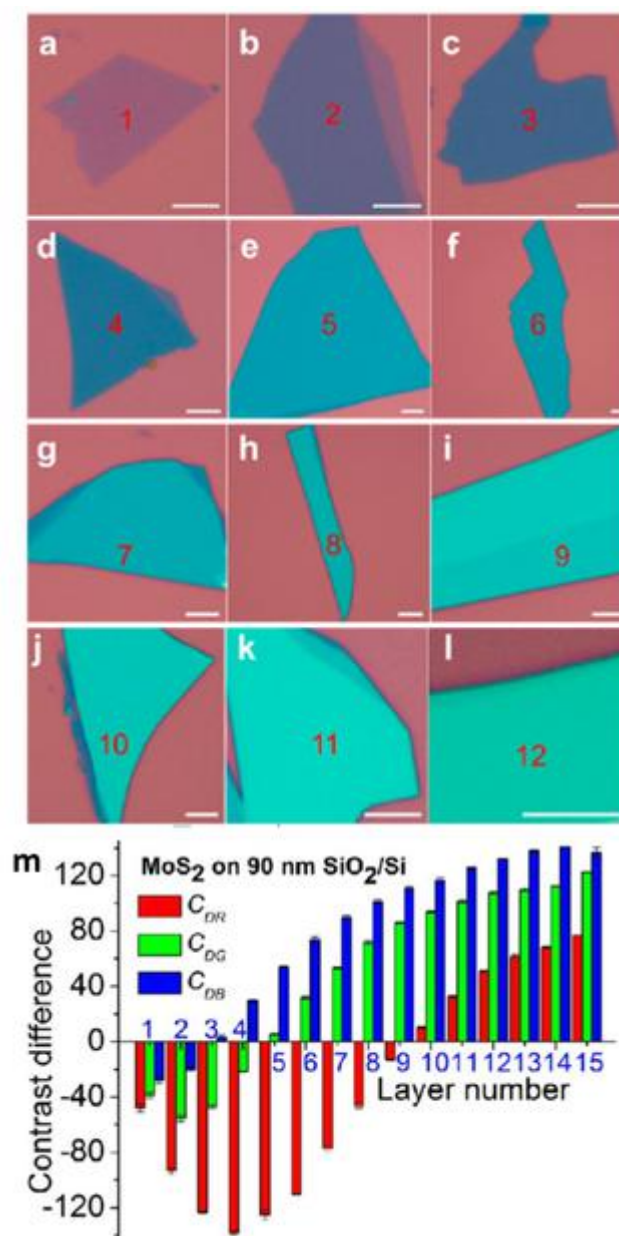 a b c
1 2 3
d e f
4 5 6
g h i
7 8 9
j k l
10 11 12
m
MoS2 on 90 nm SiO2/Si
CDR
CDG
CDB
120
80
40
0
-40
-80
-120
Contrast difference
1 2 3 4 5 6 7 8 9 10 11 12 13 14 15
Layer number